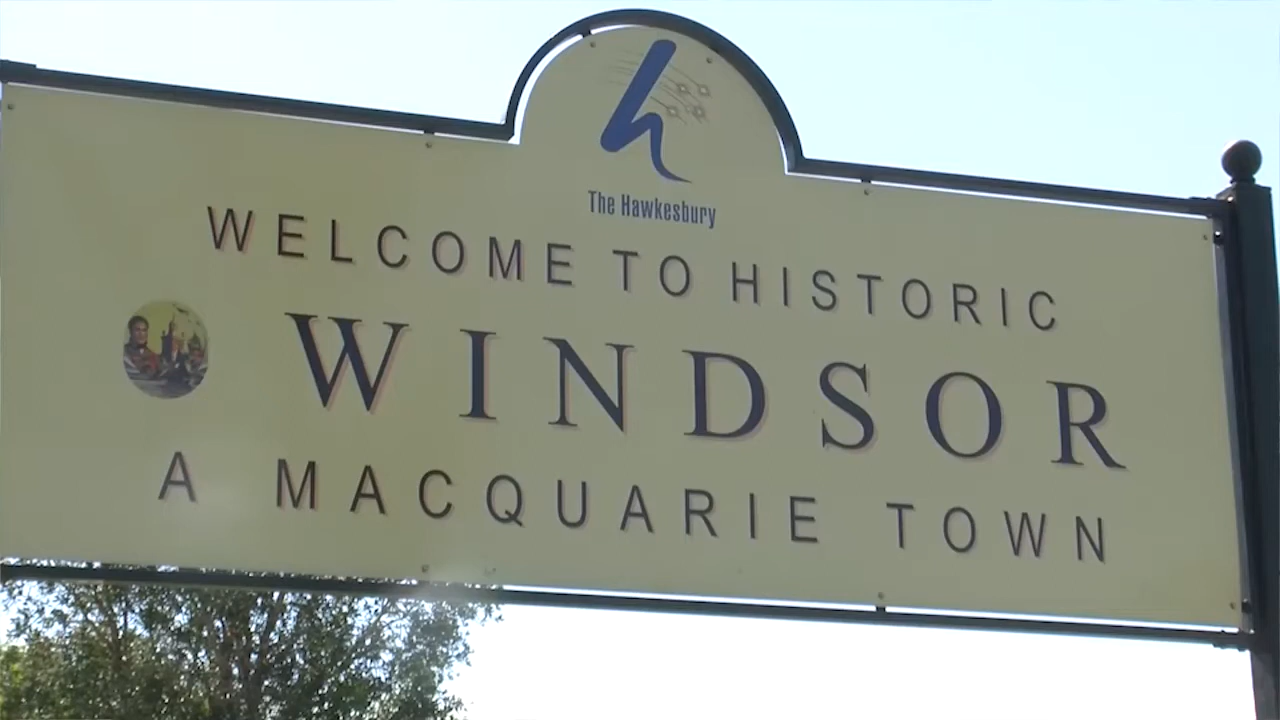 h
The Hawkesbury
WELCOME TO HISTORIC
WINDSOR
A MACQUARIE TOWN